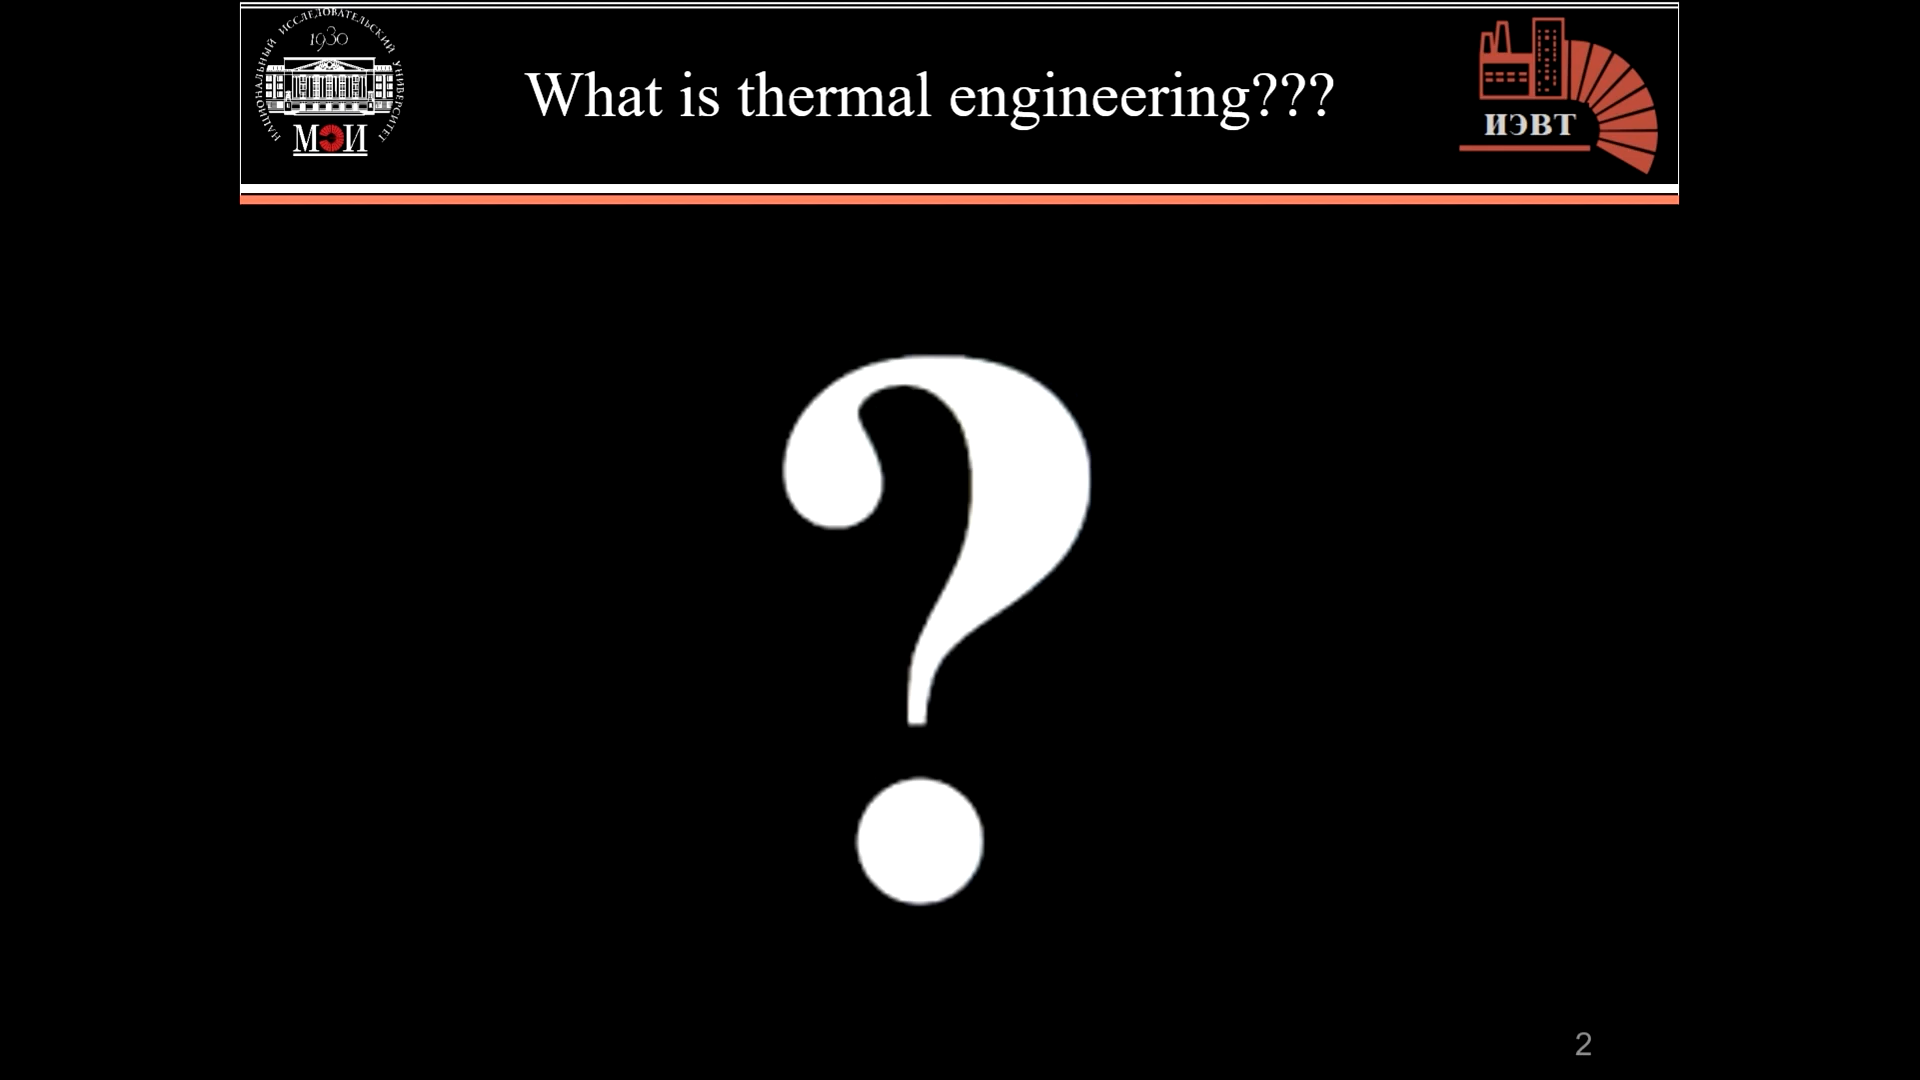 НАЦИОНАЛЬНЫЙ ИССЛЕДОВАТЕЛЬСКИЙ УНИВЕРСИТЕТ
1930
МЭИ
What is thermal engineering???
ИЭВТ
?
2